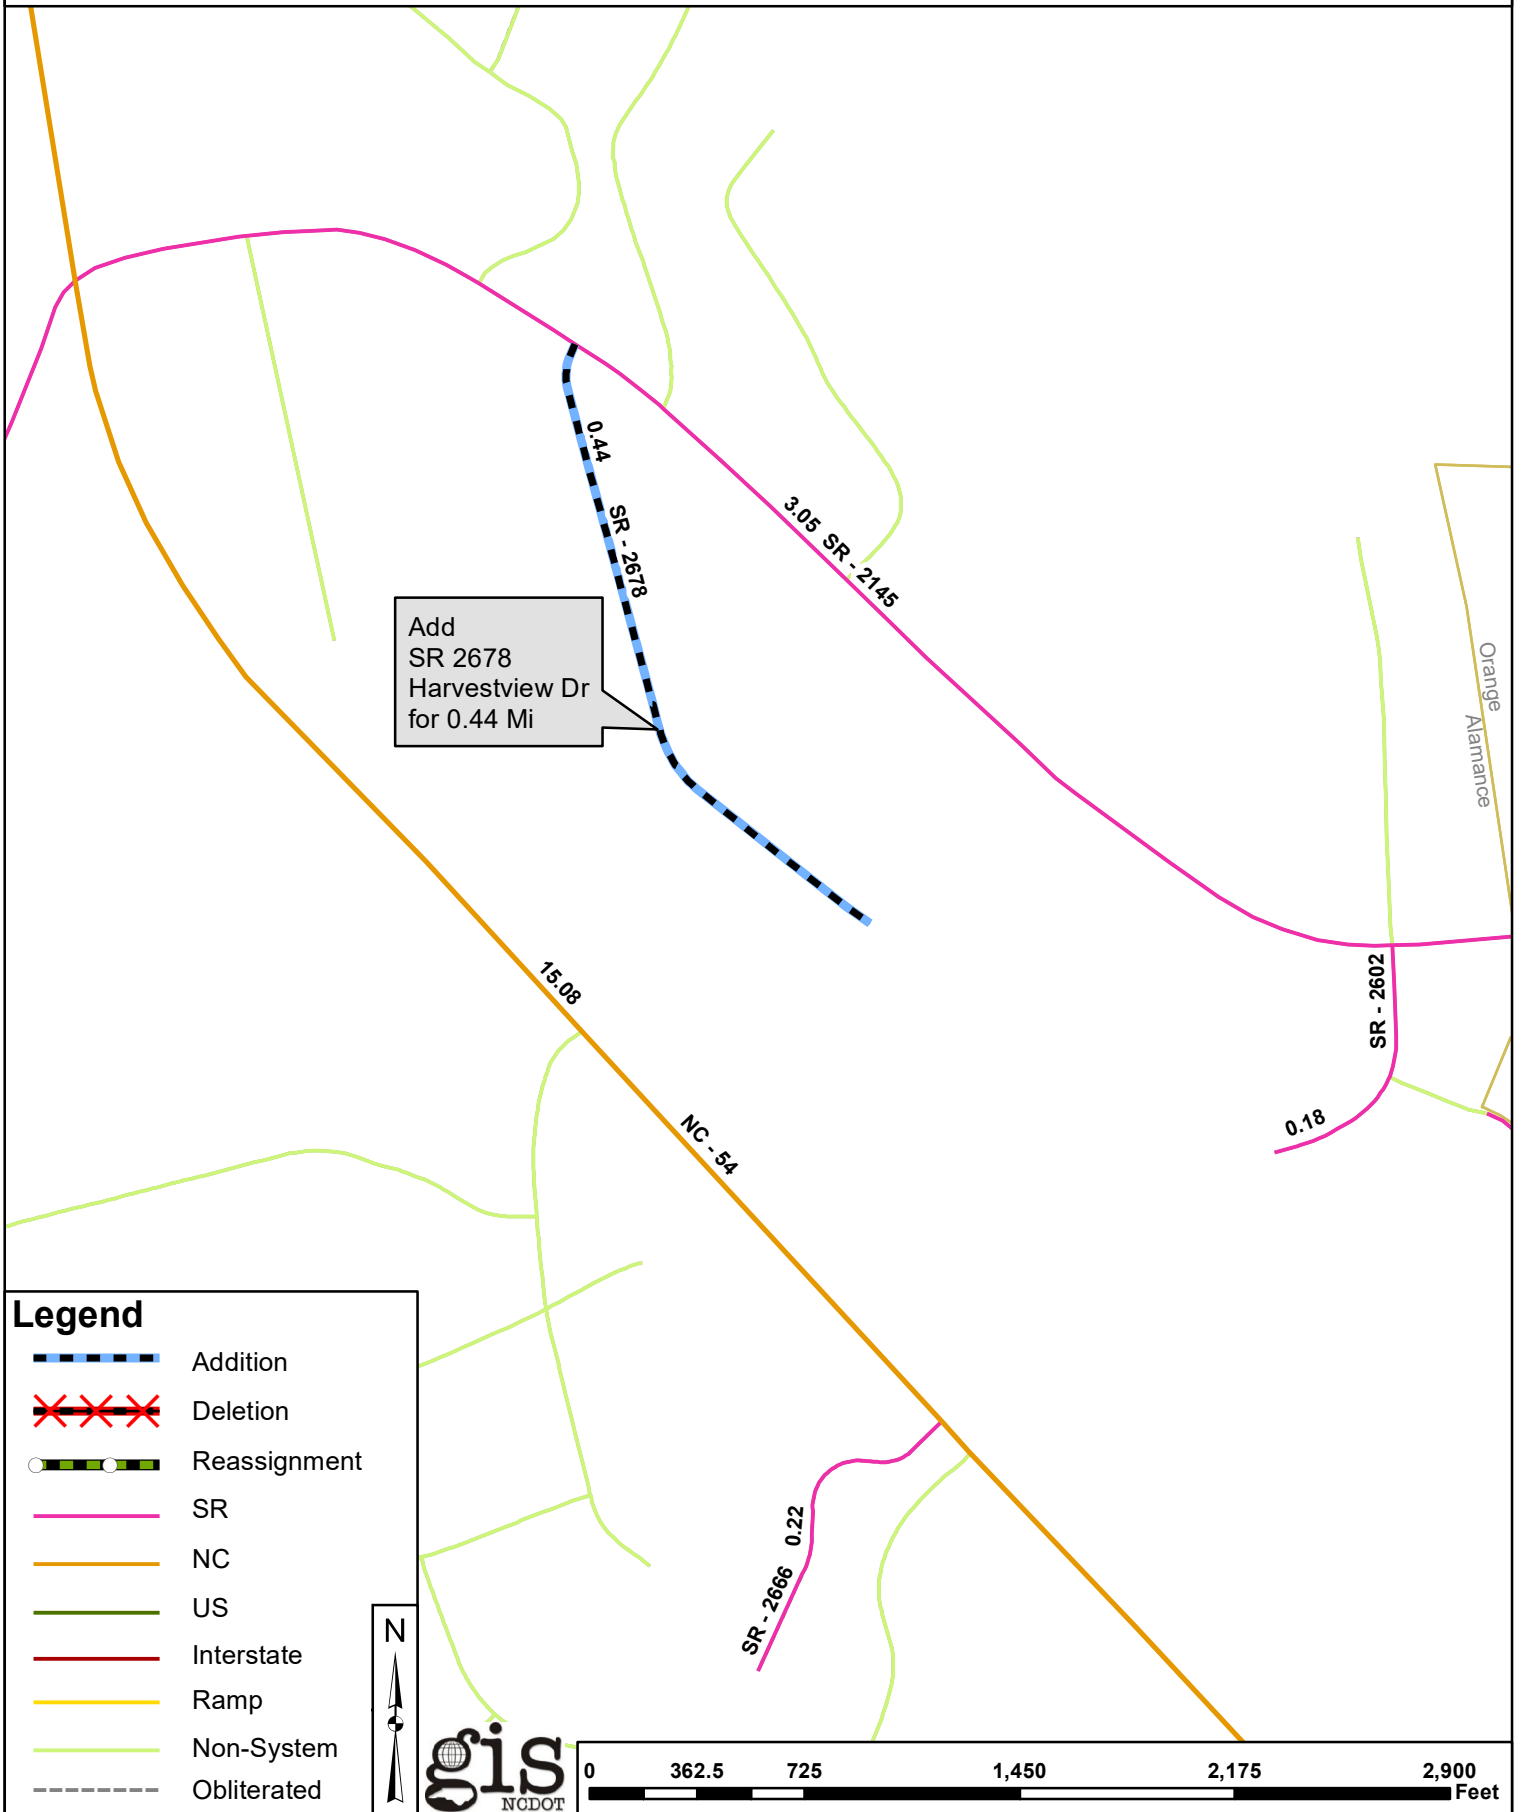 0.44
SR - 2678
3.05 SR - 2145
Add
SR 2678
Harvestview Dr
for 0.44 Mi
Orange
Alamance
15.08
NC - 54
SR - 2602
0.18
0.22
SR - 2666
Legend
Addition
Deletion
Reassignment
SR
NC
US
Interstate
Ramp
Non-System
Obliterated
N
gis
NCDOT
0 362.5 725 1,450 2,175 2,900
Feet